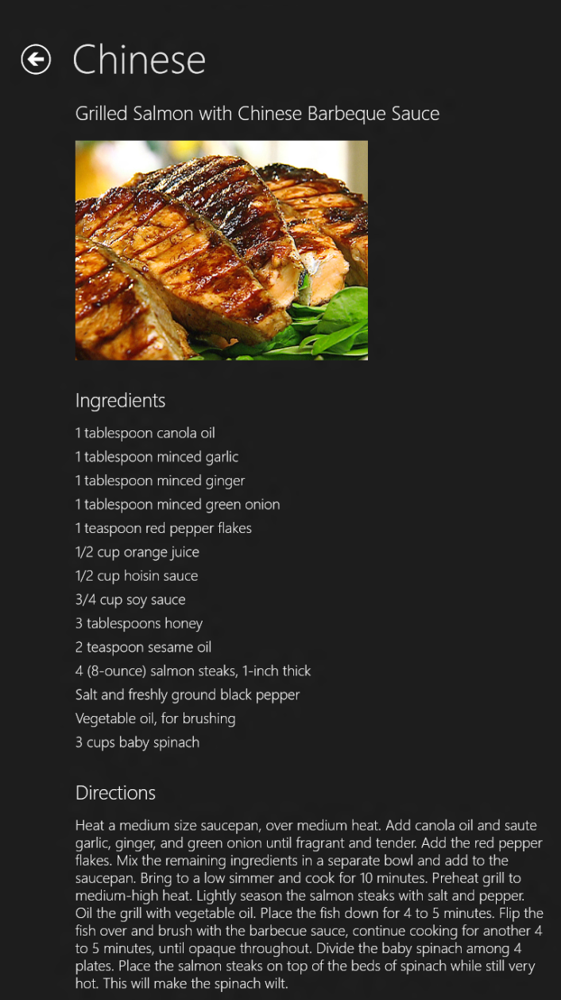 Chinese
Grilled Salmon with Chinese Barbeque Sauce
Ingredients
1 tablespoon canola oil
1 tablespoon minced garlic
1 tablespoon minced ginger
1 tablespoon minced green onion
1 teaspoon red pepper flakes
1/2 cup orange juice
1/2 cup hoisin sauce
3/4 cup soy sauce
3 tablespoons honey
2 teaspoon sesame oil
4 (8-ounce) salmon steaks, 1-inch thick
Salt and freshly ground black pepper
Vegetable oil, for brushing
3 cups baby spinach
Directions
Heat a medium size saucepan, over medium heat. Add canola oil and saute
garlic, ginger, and green onion until fragrant and tender. Add the red pepper
flakes. Mix the remaining ingredients in a separate bowl and add to the
saucepan. Bring to a low simmer and cook for 10 minutes. Preheat grill to
medium-high heat. Lightly season the salmon steaks with salt and pepper.
Oil the grill with vegetable oil. Place the fish down for 4 to 5 minutes. Flip the
fish over and brush with the barbecue sauce, continue cooking for another 4
to 5 minutes, until opaque throughout. Divide the baby spinach among 4
plates. Place the salmon steaks on top of the beds of spinach while still very
hot. This will make the spinach wilt.